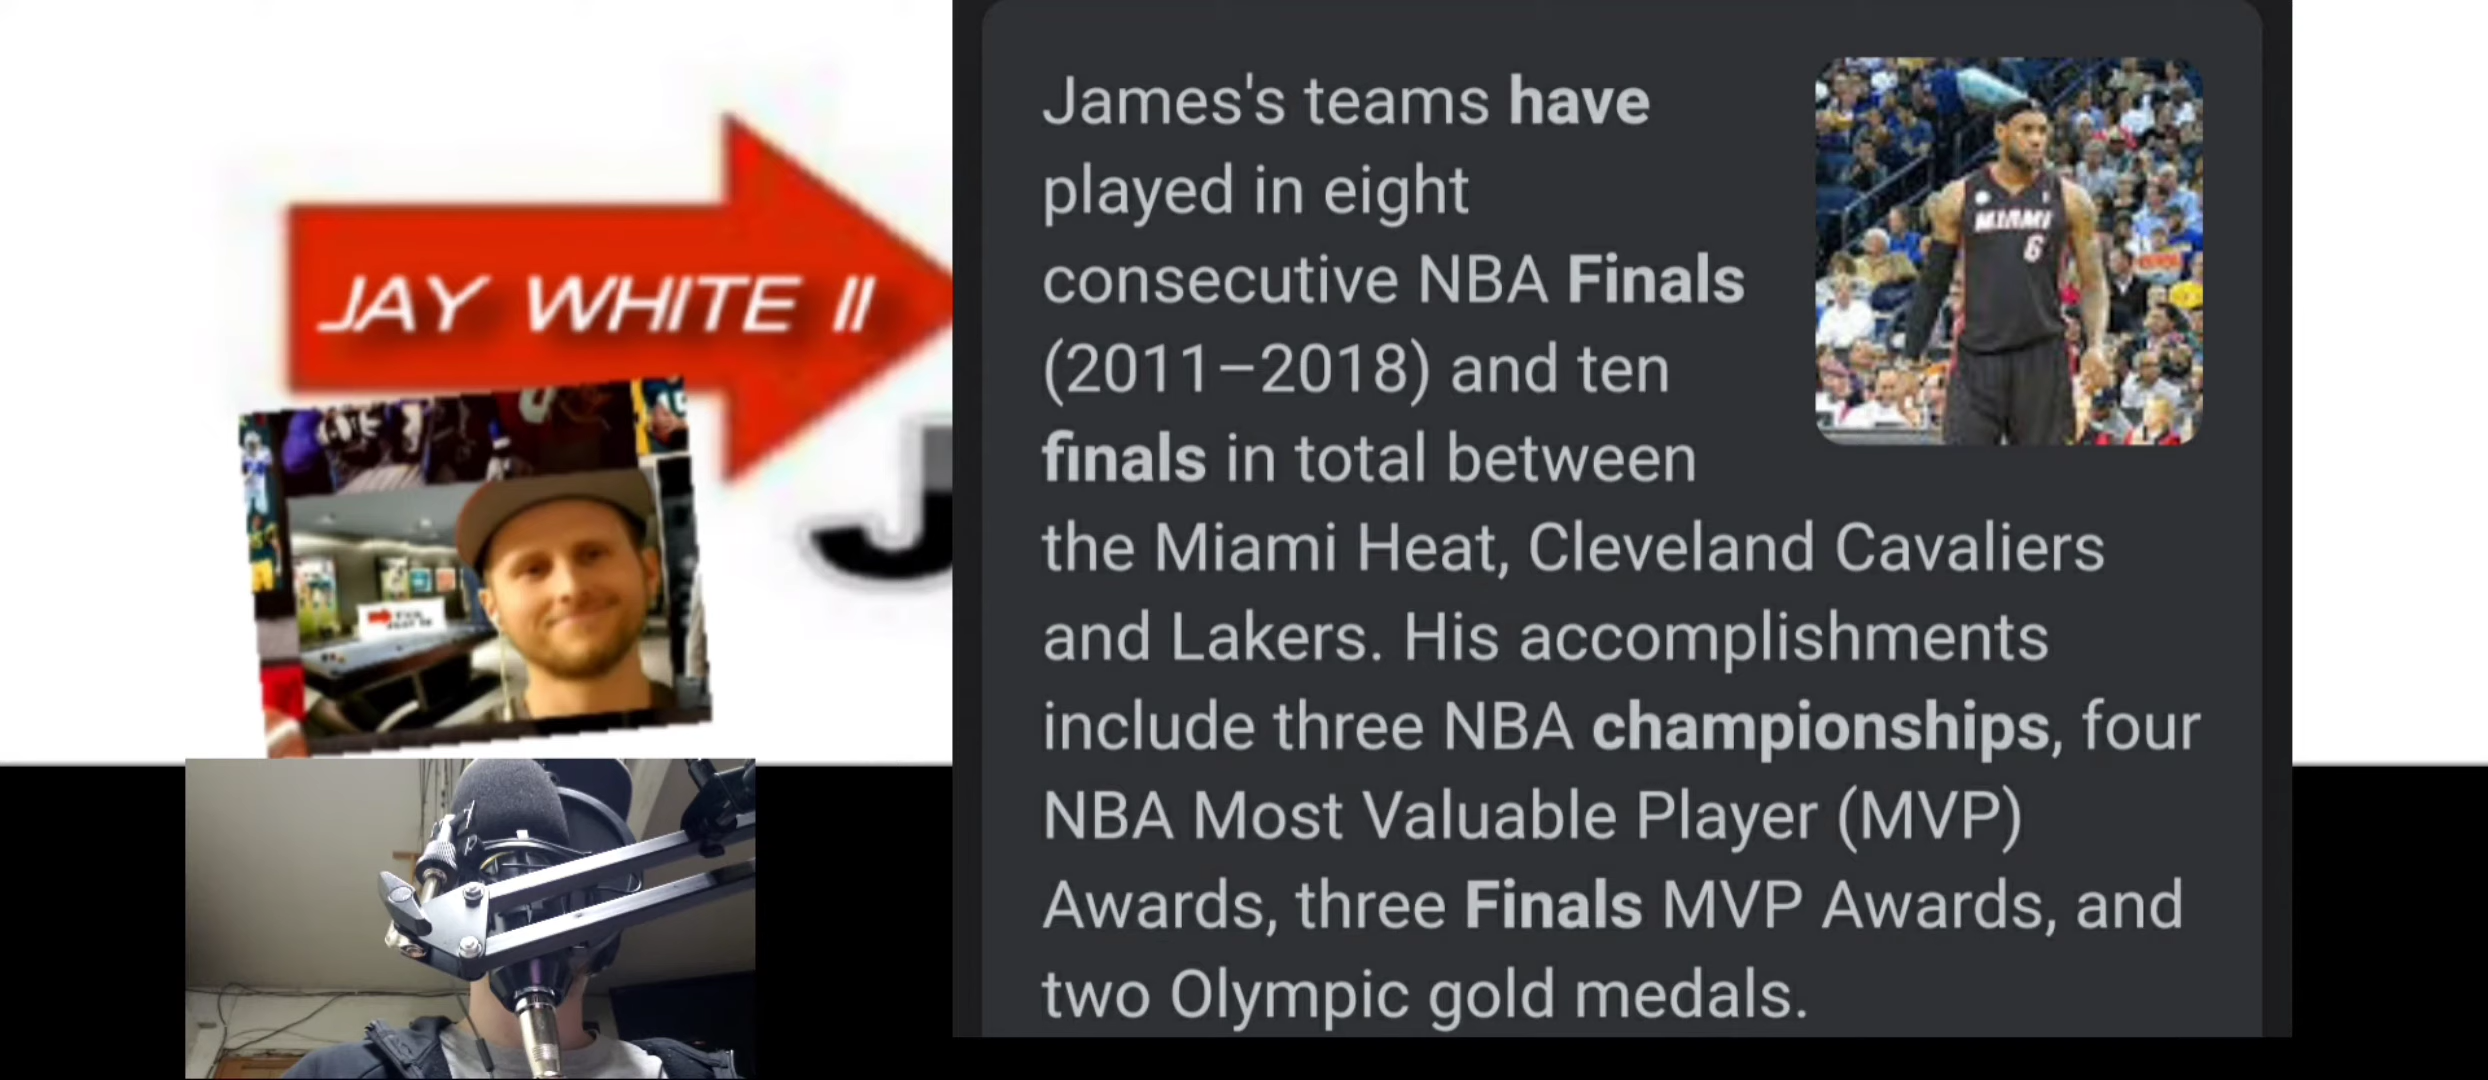 JAY WHITE II
J
James's teams have
played in eight
consecutive NBA Finals
(2011–2018) and ten
finals in total between
the Miami Heat, Cleveland Cavaliers
and Lakers. His accomplishments
include three NBA championships, four
NBA Most Valuable Player (MVP)
Awards, three Finals MVP Awards, and
two Olympic gold medals.
MIAMI
6